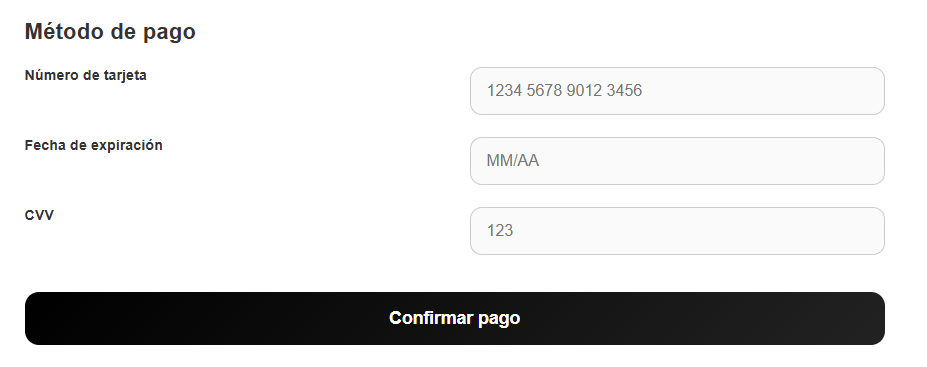 Método de pago
Número de tarjeta
1234 5678 9012 3456
Fecha de expiración
MM/AA
CVV
123
Confirmar pago